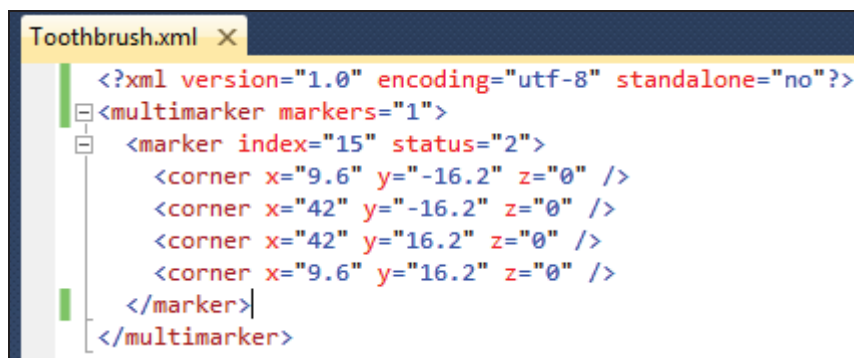 Toothbrush.xml
<?xml version="1.0" encoding="utf-8" standalone="no"?>
<multimarker markers="1">
<marker index="15" status="2">
<corner x="9.6" y="-16.2" z="0" />
<corner x="42" y="-16.2" z="0" />
<corner x="42" y="16.2" z="0" />
<corner x="9.6" y="16.2" z="0" />
</marker>
</multimarker>